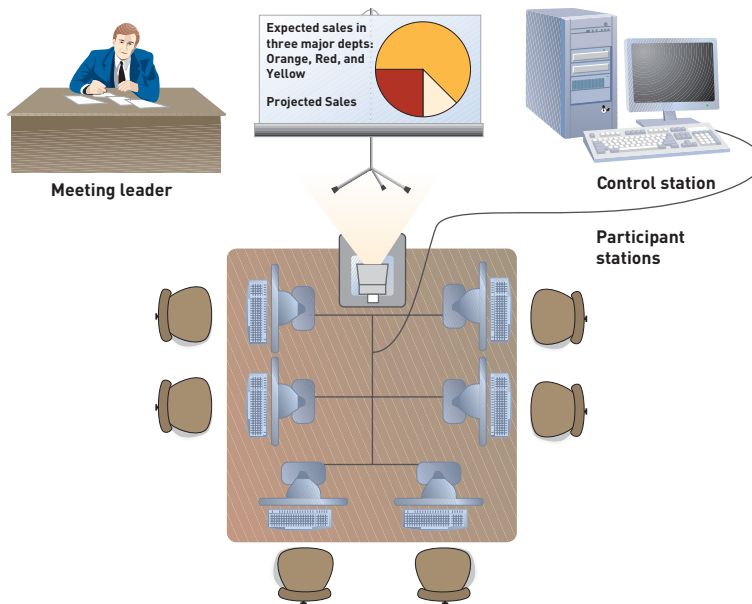 Expected sales in
three major depts:
Orange, Red, and
Yellow
Projected Sales
Meeting leader
Control station
Participant
stations